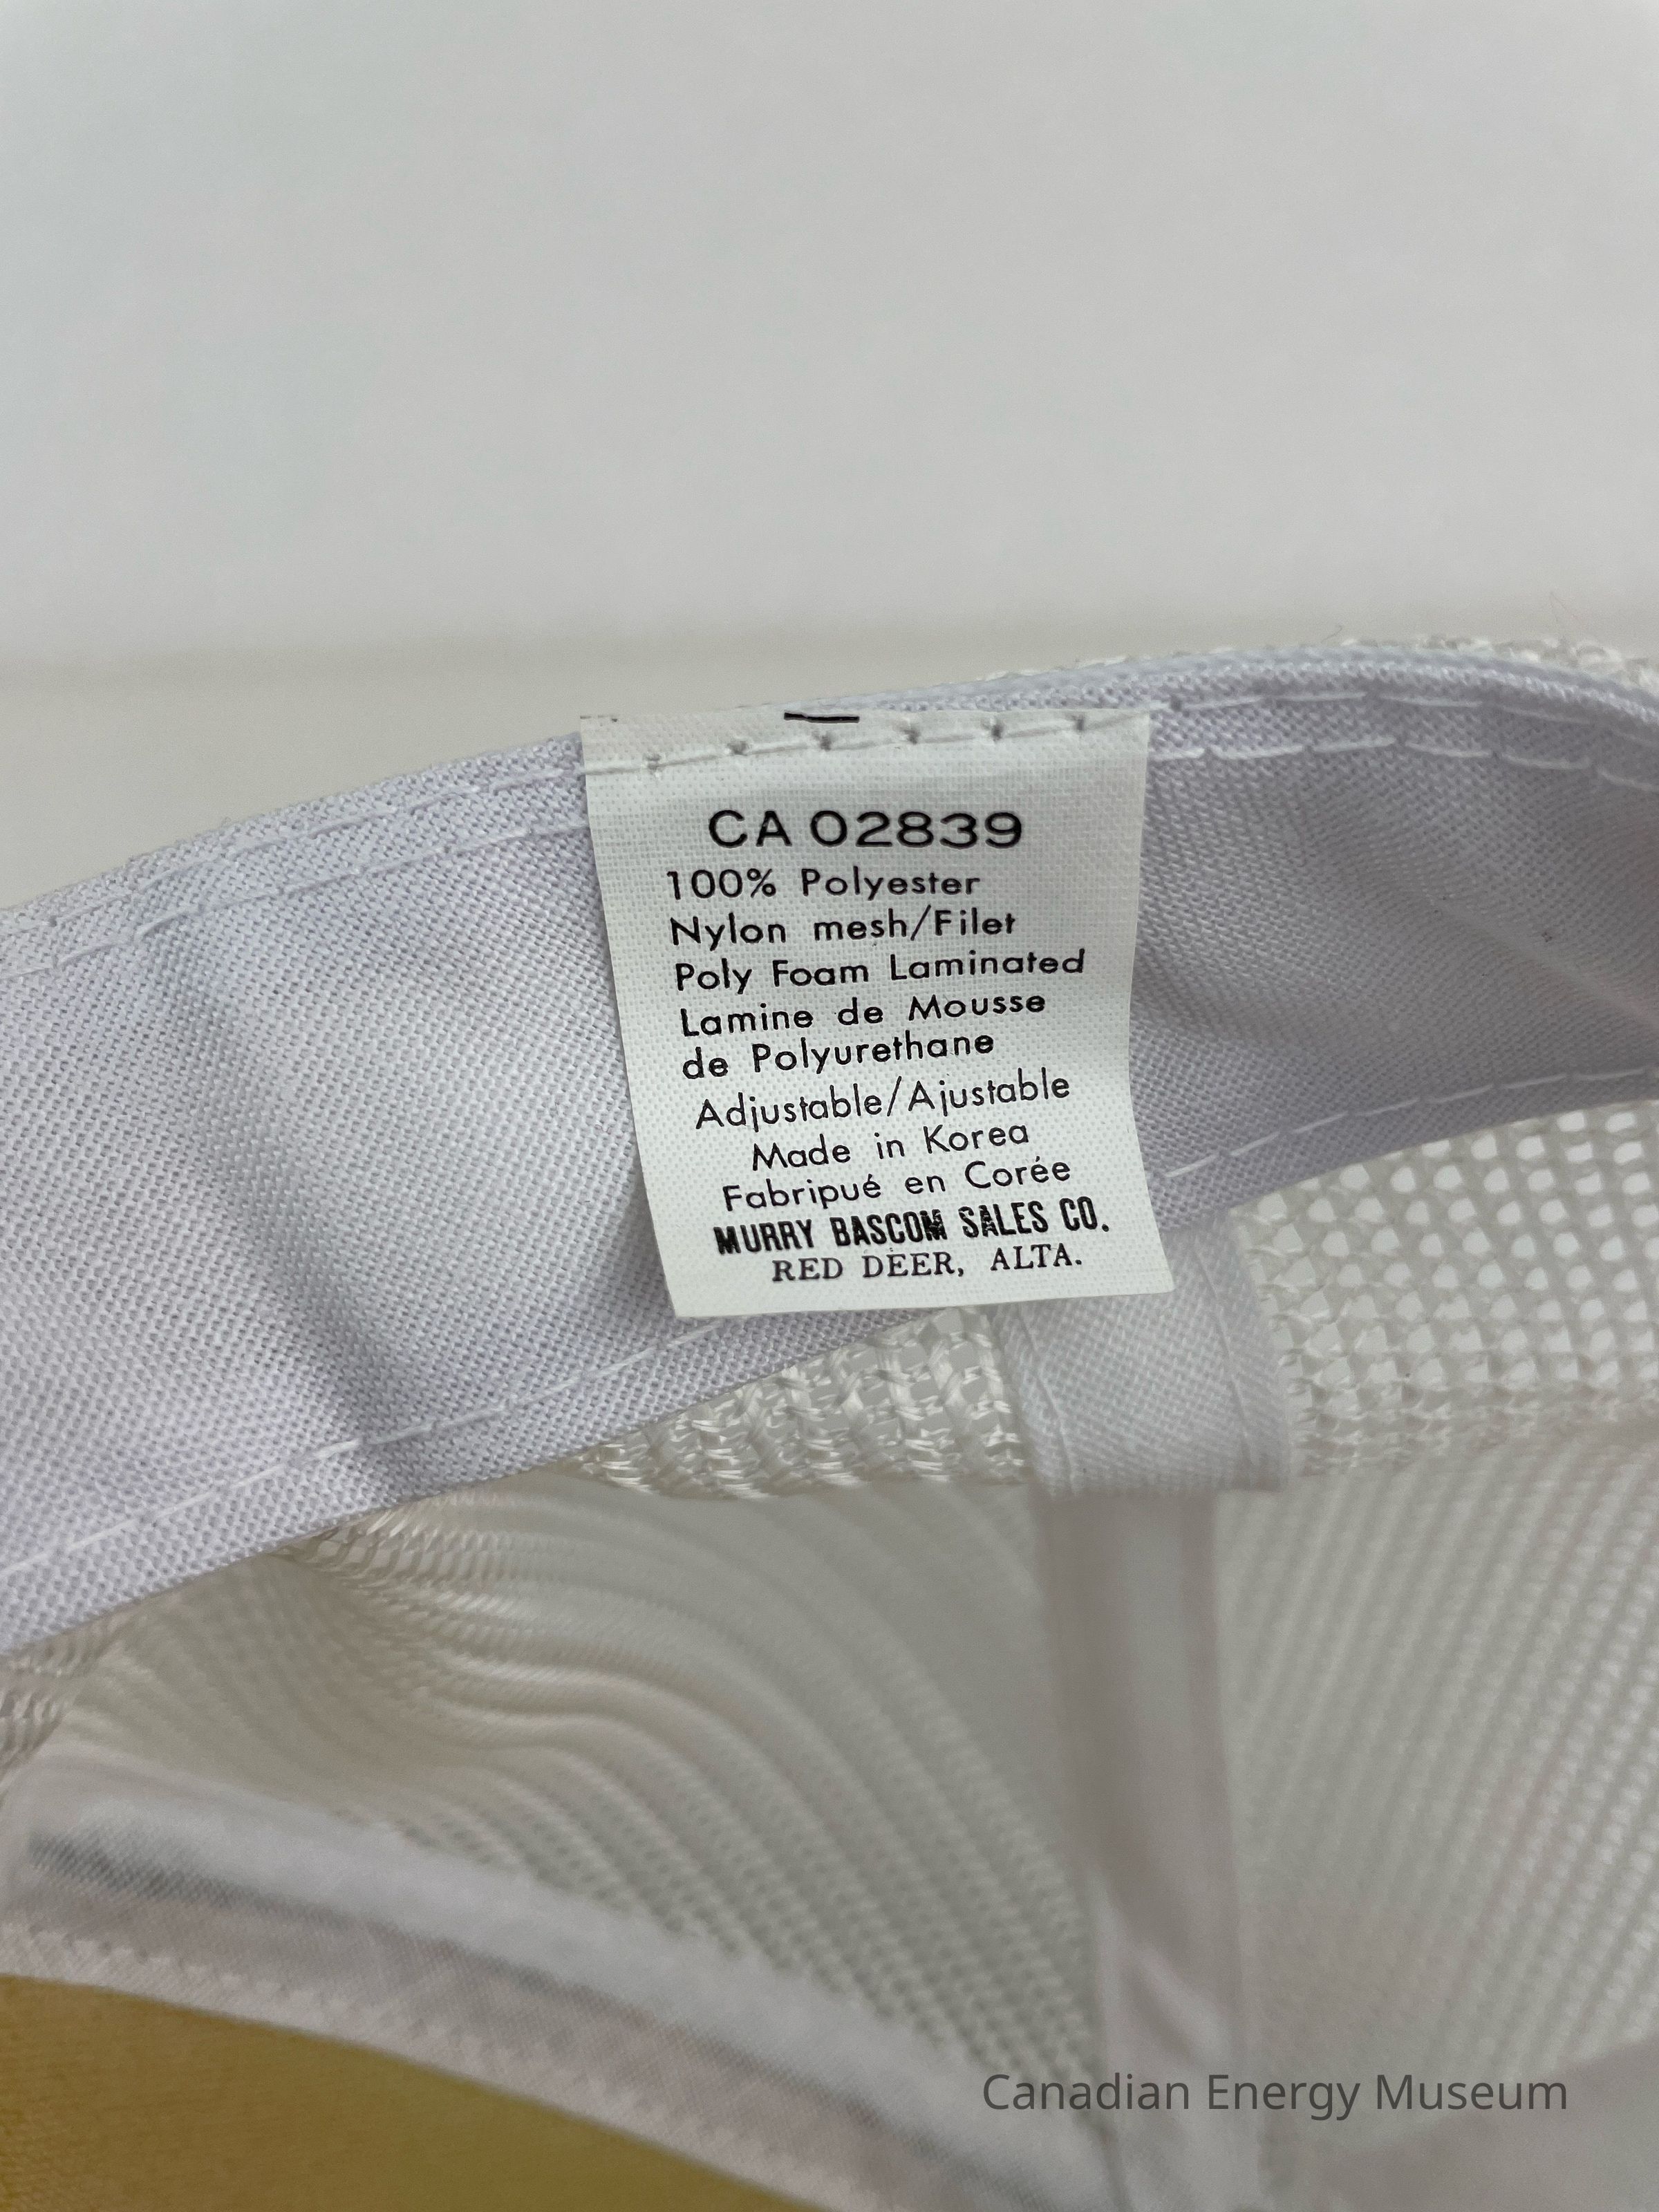 CA 02839
100% Polyester
Nylon mesh/Filet
Poly Foam Laminated
Lamine de Mousse
de Polyurethane
Adjustable/Ajustable
Made in Korea
Fabripué en Corée
MURRY BASCOM SALES CO.
RED DEER, ALTA.
Canadian Energy Museum